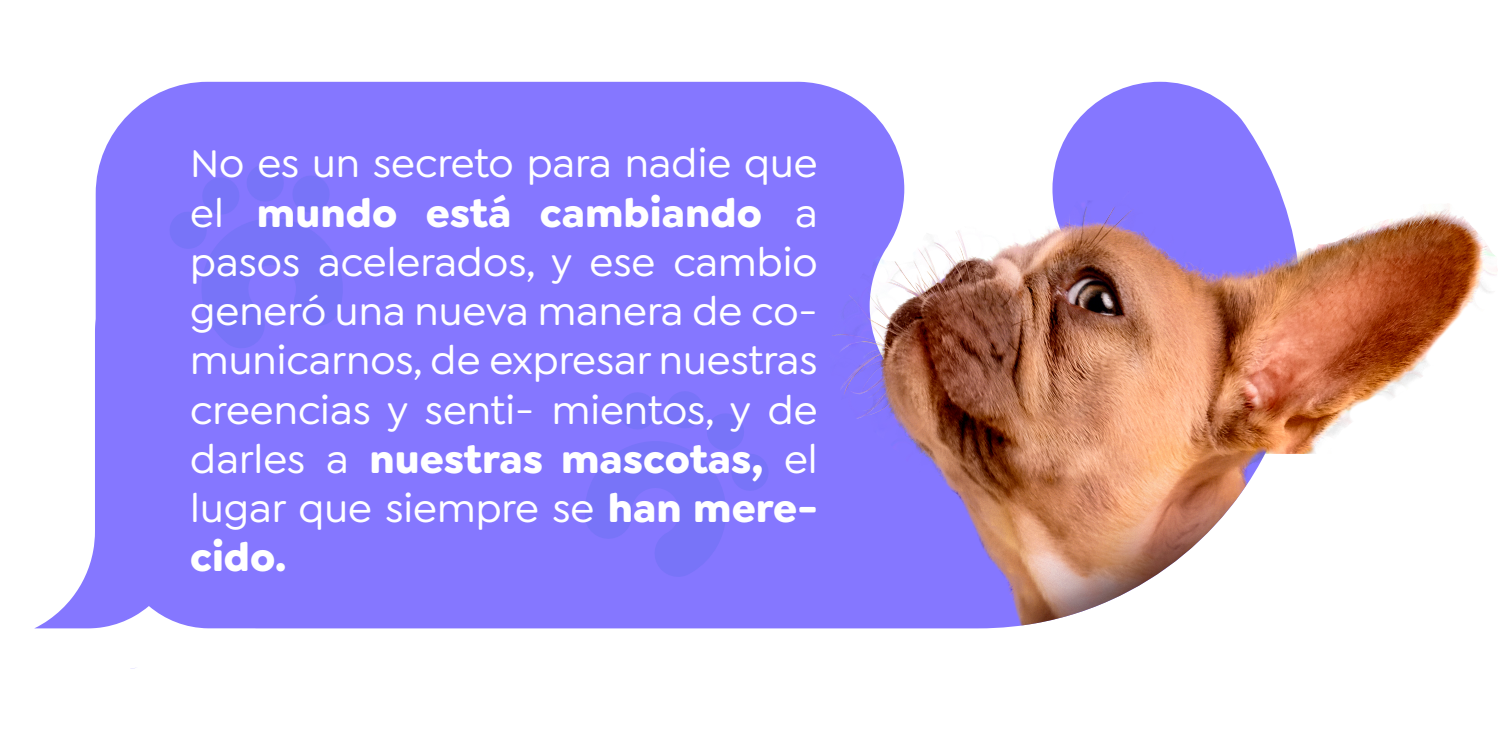 No es un secreto para nadie que
el mundo está cambiando a
pasos acelerados, y ese cambio
generó una nueva manera de co-
municarnos, de expresar nuestras
creencias y senti- mientos, y de
darles a nuestras mascotas, el
lugar que siempre se han mere-
cido.